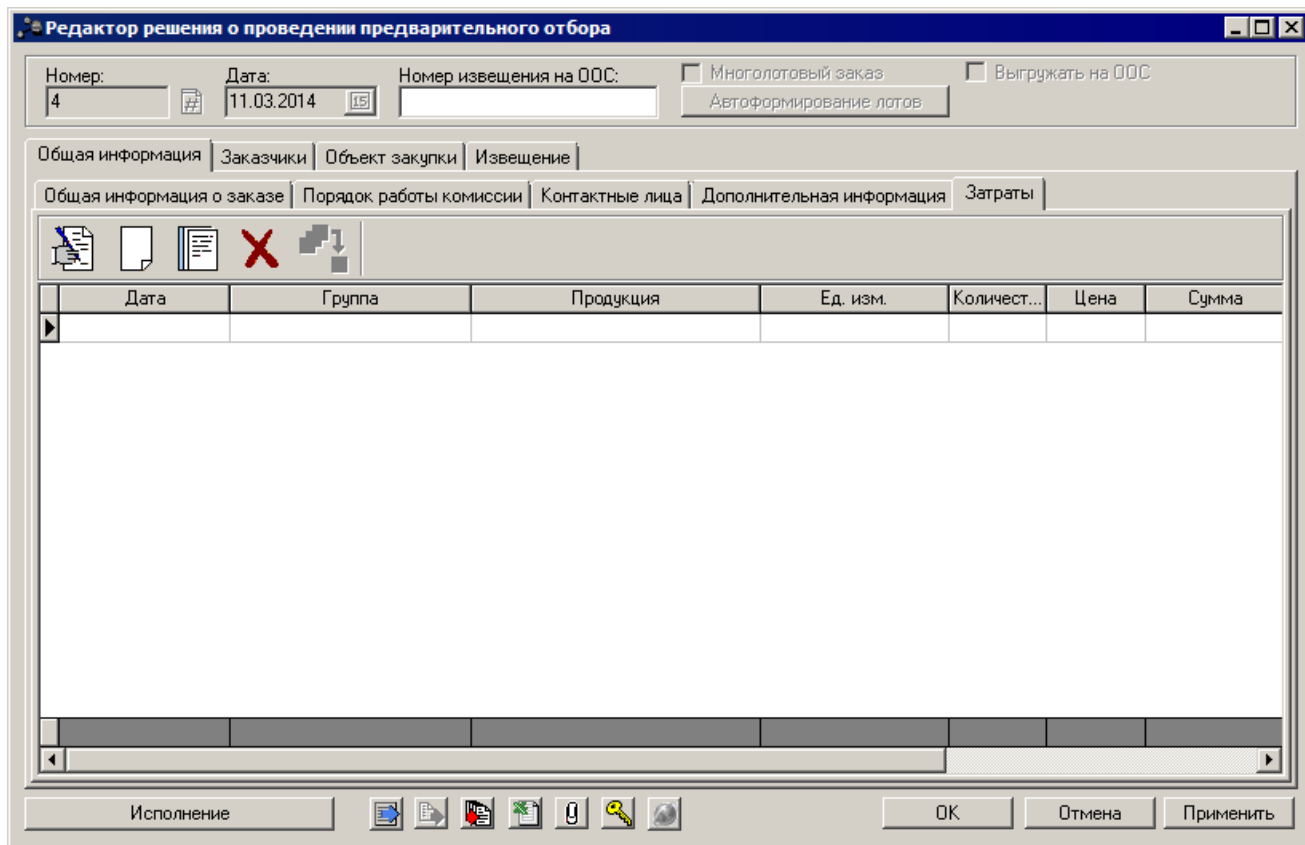 Редактор решения о проведении предварительного отбора
Номер: Дата: Номер извещения на ООС: Многолотовый заказ Выгружать на ООС
4 # 11.03.2014 15 Автоформирование лотов
Общая информация Заказчики Объект закупки Извещение
Общая информация о заказе Порядок работы комиссии Контактные лица Дополнительная информация Затраты
Дата Группа Продукция Ед. изм. Количест... Цена Сумма
Исполнение OK Отмена Применить